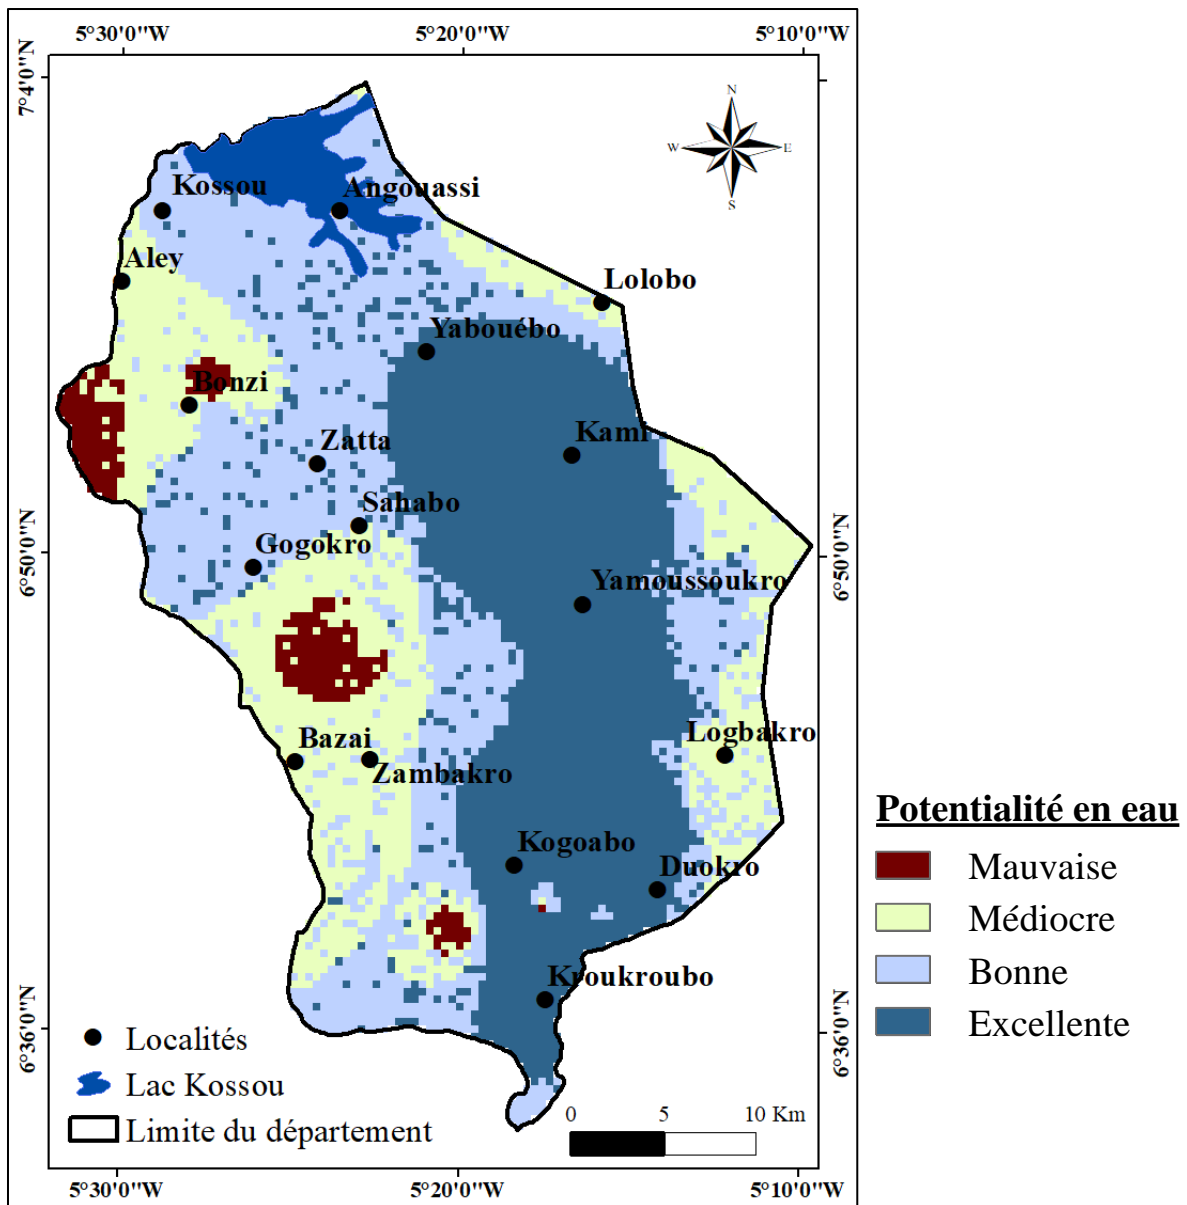 5°30'0"W 5°20'0"W 5°10'0"W
7°4'0"N
N
W E
S
Kossou
Angouassi
Aley
Lolobo
Yabouébo
Bonzi
Kami
Zatta
Sahabo
Gogokro
6°50'0"N
6°50'0"N
Yamoussoukro
Logbakro
Bazai
Zambakro
Kogoabo
Duokro
Kroukroubo
6°36'0"N
6°36'0"N
Localités
Lac Kossou
Limite du département
0 5 10 Km
5°30'0"W 5°20'0"W 5°10'0"W
Potentialité en eau
Mauvaise
Médiocre
Bonne
Excellente